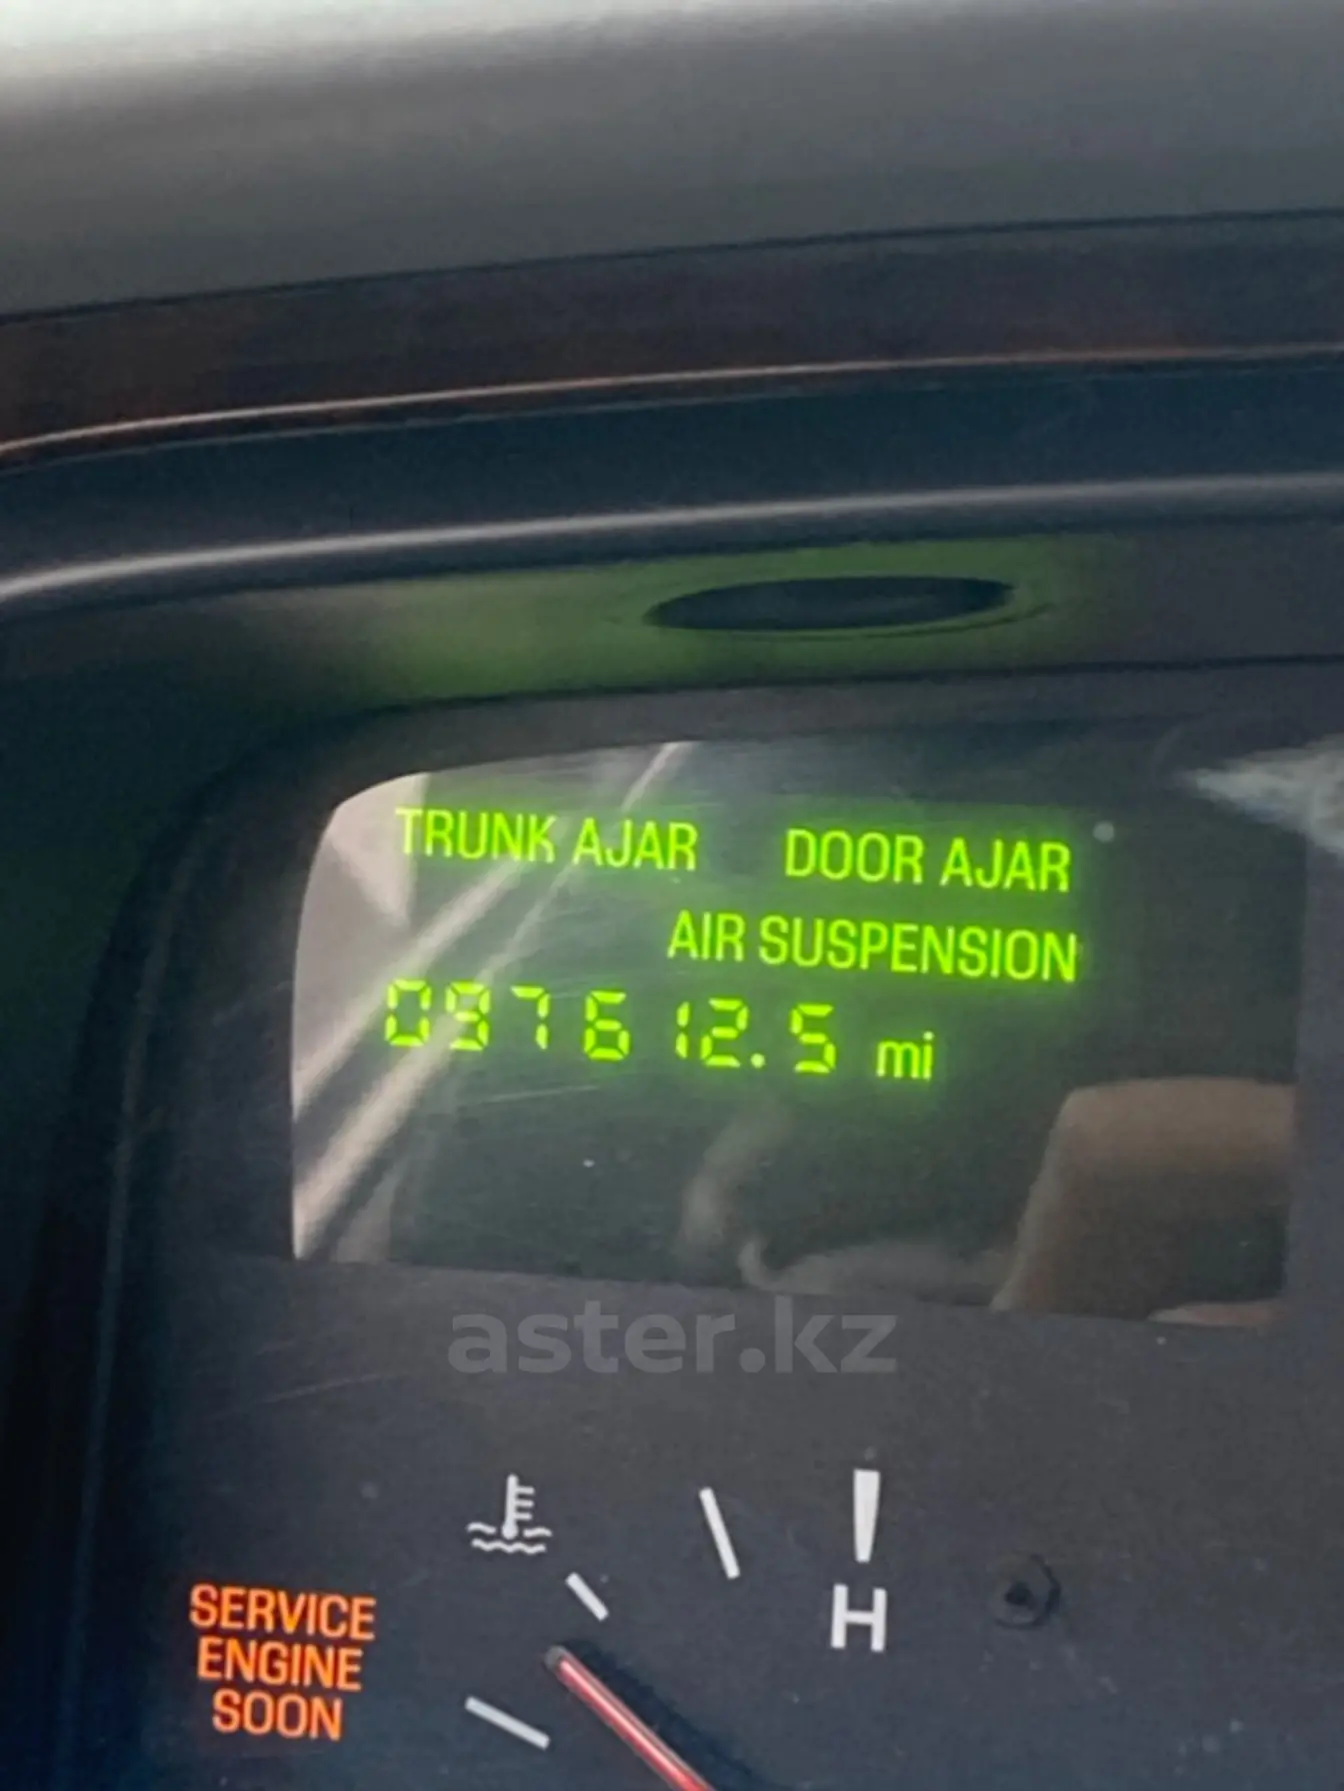 TRUNK AJAR DOOR AJAR
AIR SUSPENSION
097612.5 mi
aster.kz
H
SERVICE
ENGINE
SOON